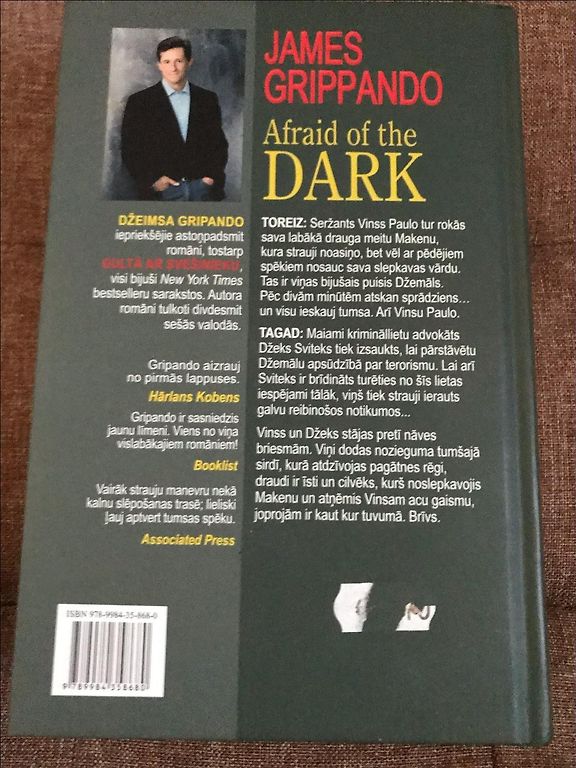 JAMES
GRIPPANDO
Afraid of the
DARK
DŽEIMSA GRIPANDO
iepriekšējie astoņpadsmit
romāni, tostarp
GULTĀ AR SVEŠINIEKU,
visi bijuši New York Times
bestselleru sarakstos. Autora
romāni tulkoti divdesmit
sešās valodās.
Gripando aizrauj
no pirmās lappuses.
Hārlans Kobens
Gripando ir sasniedzis
jaunu līmeni. Viens no viņa
vislabākajiem romāniem!
Booklist
Vairāk strauju manevru nekā
kalnu slēpošanas trasē; lieliski
ļauj aptvert tumsas spēku.
Associated Press
TOREIZ: Seržants Vinss Paulo tur rokās
sava labākā drauga meitu Makenu,
kura strauji noasiņo, bet vēl ar pēdējiem
spēkiem nosauc sava slepkavas vārdu.
Tas ir viņas bijušais puisis Džemāls.
Pēc divām minūtēm atskan sprādziens…
un visu ieskauj tumsa. Arī Vinsu Paulo.
TAGAD: Maiami krimināllietu advokāts
Džeks Sviteks tiek izsaukts, lai pārstāvētu
Džemālu apsūdzībā par terorismu. Lai arī
Sviteks ir brīdināts turēties no šīs lietas
iespējami tālāk, viņš tiek strauji ierauts
galvu reibinošos notikumos...
Vinss un Džeks stājas pretī nāves
briesmām. Viņi dodas nozieguma tumšajā
sirdī, kurā atdzīvojas pagātnes rēgi,
draudi ir īsti un cilvēks, kurš noslepkavojis
Makenu un atņēmis Vinsam acu gaismu,
joprojām ir kaut kur tuvumā. Brīvs.
ISBN 978-9984-35-868-0
9 789984 358680